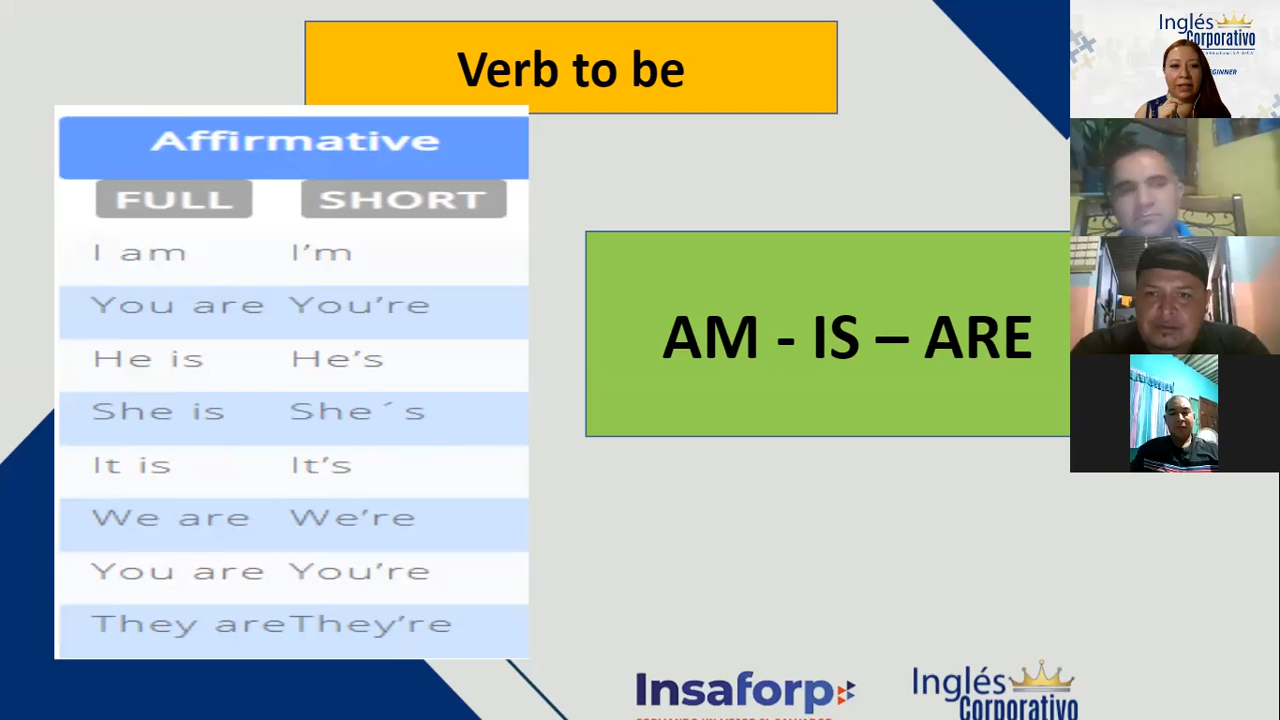 Verb to be
Affirmative
FULL SHORT
I am I'm
You are You're
He is He's
She is She´s
It is It's
We are We're
You are You're
They are They're
AM - IS – ARE
Insaforp
Inglés
Corporativo
Inglés
Corporativo